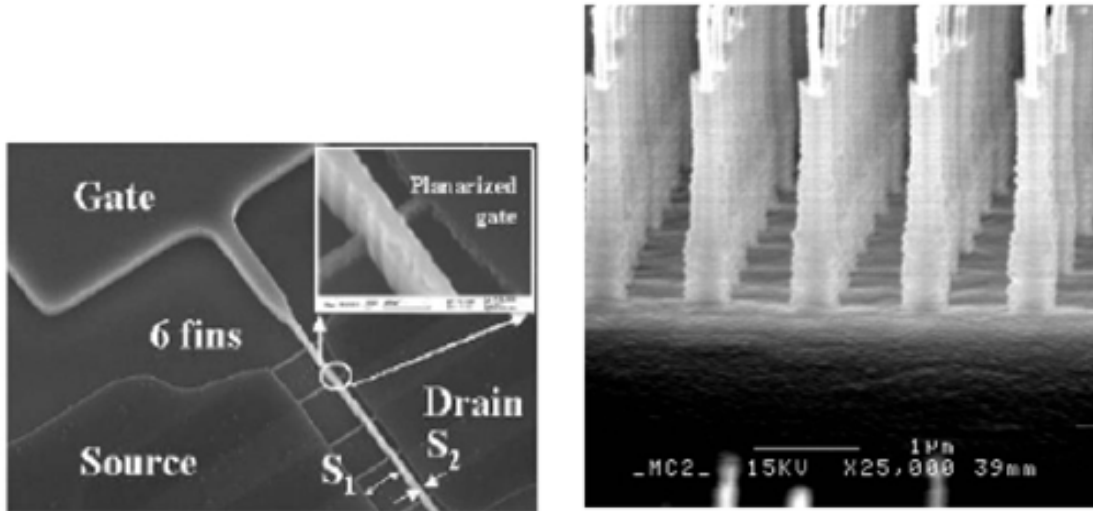 Gate
Planarized
gate
6 fins
Drain
Source
S1
S2
1µm
_MC2_ 15KV X25,000 39mm